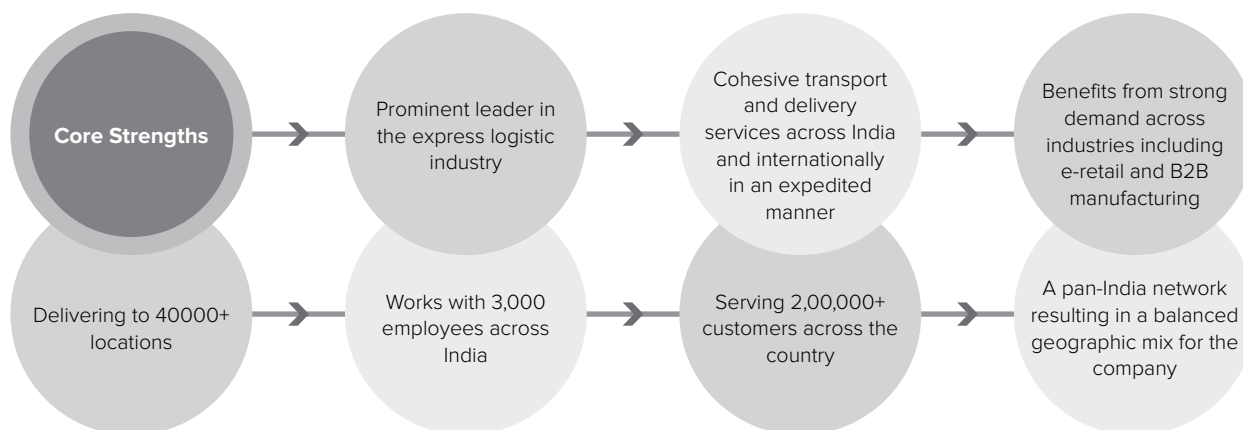 Core Strengths
Prominent leader in
the express logistic
industry
Cohesive transport
and delivery
services across India
and internationally
in an expedited
manner
Benefits from strong
demand across
industries including
e-retail and B2B
manufacturing
Delivering to 40000+
locations
Works with 3,000
employees across
India
Serving 2,00,000+
customers across the
country
A pan-India network
resulting in a balanced
geographic mix for the
company